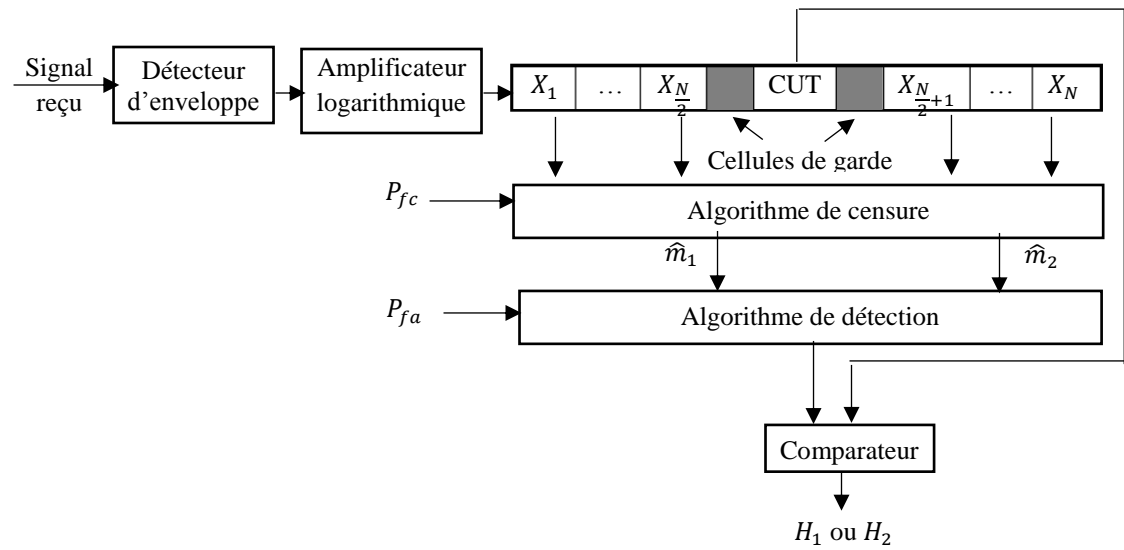 Signal
reçu
Détecteur
d'enveloppe
Amplificateur
logarithmique
X_1 … X_{N/2} CUT X_{N/2+1} … X_N
Cellules de garde
P_{fc}
Algorithme de censure
m̂_1 m̂_2
P_{fa}
Algorithme de détection
Comparateur
H_1 ou H_2